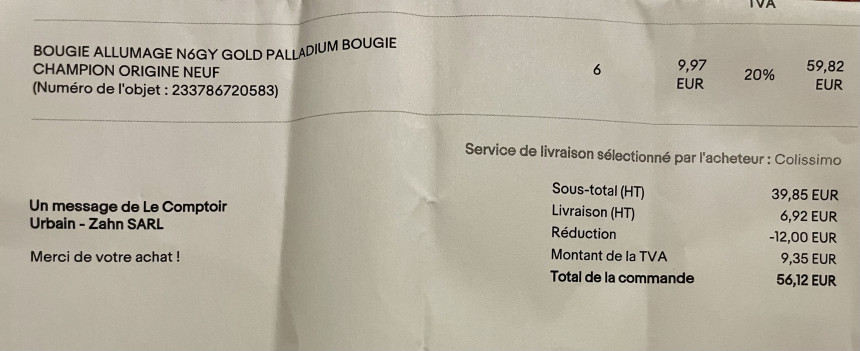 TVA
BOUGIE ALLUMAGE N6GY GOLD PALLADIUM BOUGIE
CHAMPION ORIGINE NEUF
(Numéro de l'objet : 233786720583)
6
9,97
EUR
20%
59,82
EUR
Service de livraison sélectionné par l'acheteur : Colissimo
Sous-total (HT) 39,85 EUR
Livraison (HT) 6,92 EUR
Réduction -12,00 EUR
Montant de la TVA 9,35 EUR
Total de la commande 56,12 EUR
Un message de Le Comptoir
Urbain - Zahn SARL
Merci de votre achat !